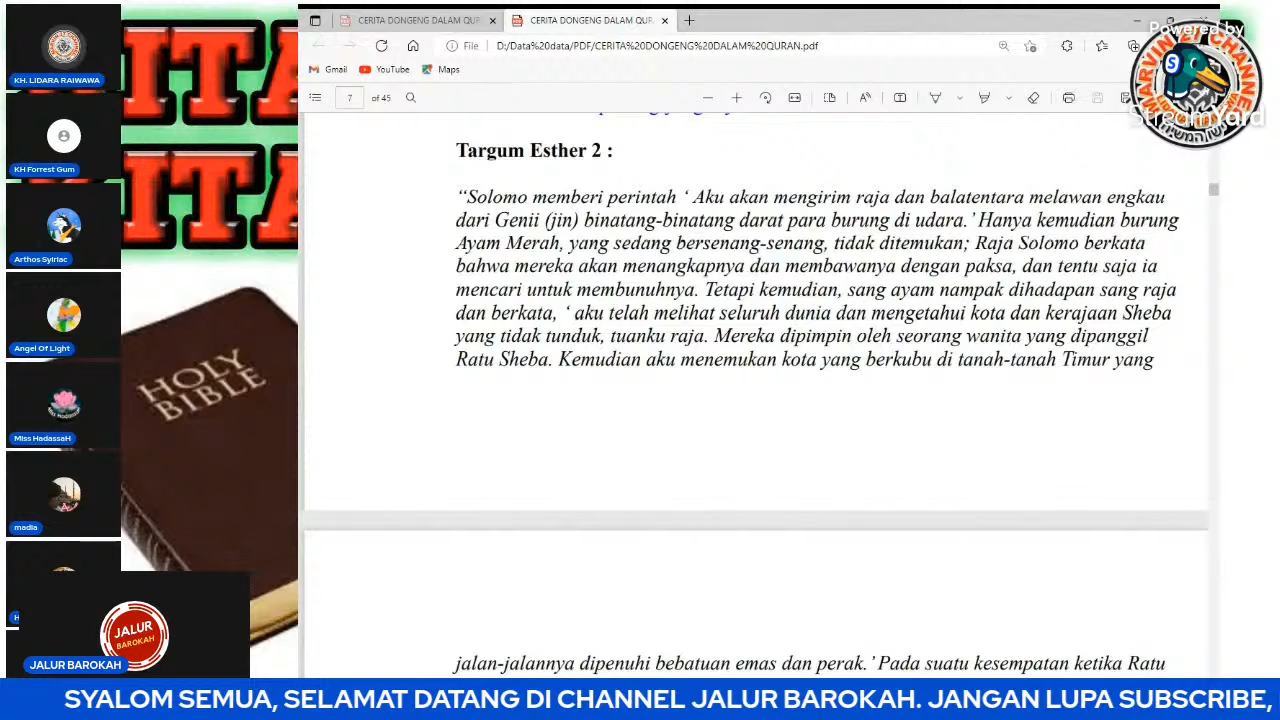 KH. LIDARA RAIWAWA
KH Forrest Gum
Arthos Syiriac
Angel Of Light
Miss HadassaH
madia
H
JALUR
BAROKAH
JALUR BAROKAH
HOLY
BIBLE
CERITA DONGENG DALAM QUR
CERITA DONGENG DALAM QURA
File
D:/Data%20data/PDF/CERITA%20DONGENG%20DALAM%20QURAN.pdf
Gmail
YouTube
Maps
7
of 45
Powered by
StreamYard
Targum Esther 2 :
“Solomo memberi perintah ‘ Aku akan mengirim raja dan balatentara melawan engkau
dari Genii (jin) binatang-binatang darat para burung di udara.’ Hanya kemudian burung
Ayam Merah, yang sedang bersenang-senang, tidak ditemukan; Raja Solomo berkata
bahwa mereka akan menangkapnya dan membawanya dengan paksa, dan tentu saja ia
mencari untuk membunuhnya. Tetapi kemudian, sang ayam nampak dihadapan sang raja
dan berkata, ‘ aku telah melihat seluruh dunia dan mengetahui kota dan kerajaan Sheba
yang tidak tunduk, tuanku raja. Mereka dipimpin oleh seorang wanita yang dipanggil
Ratu Sheba. Kemudian aku menemukan kota yang berkubu di tanah-tanah Timur yang
jalan-jalannya dipenuhi bebatuan emas dan perak.’ Pada suatu kesempatan ketika Ratu
SYALOM SEMUA, SELAMAT DATANG DI CHANNEL JALUR BAROKAH. JANGAN LUPA SUBSCRIBE,